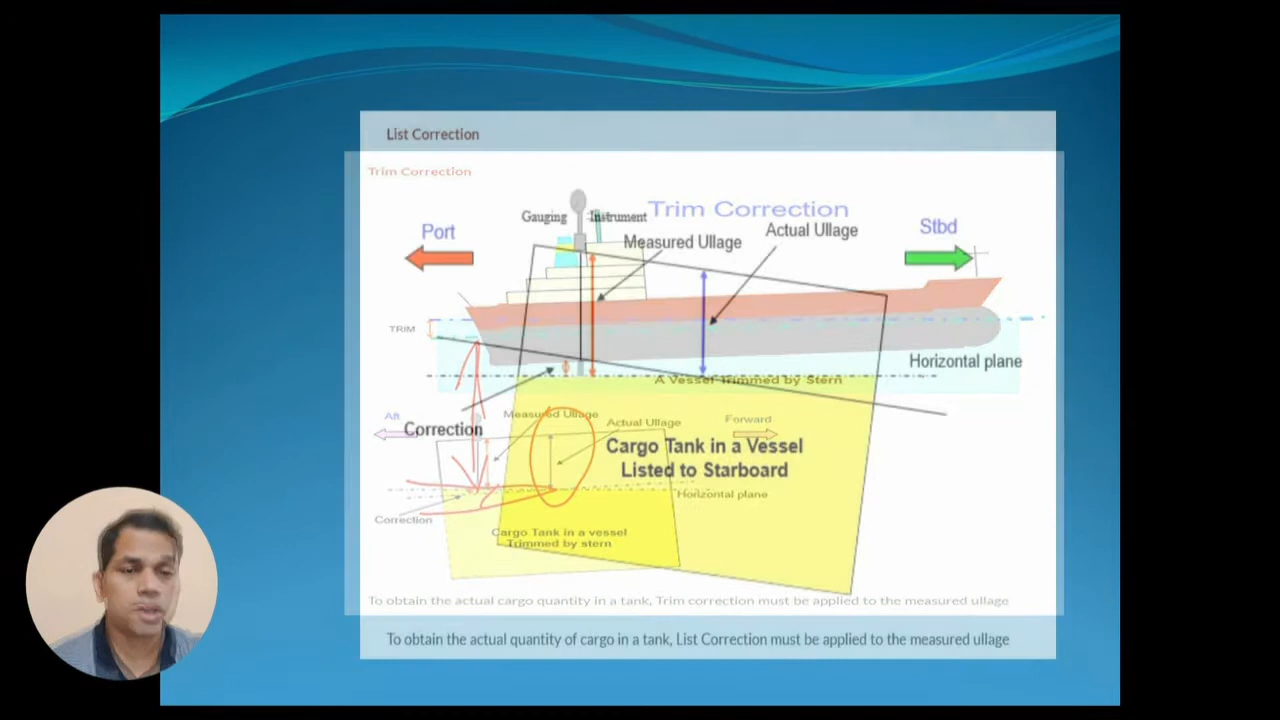 List Correction
Trim Correction
Gauging Instrument
Trim Correction
Port
Measured Ullage
Actual Ullage
Stbd
TRIM
Horizontal plane
A Vessel Trimmed by Stern
Aft
Measured Ullage
Actual Ullage
Forward
Correction
Cargo Tank in a Vessel
Listed to Starboard
Horizontal plane
Correction
Cargo Tank in a vessel
Trimmed by stern
To obtain the actual cargo quantity in a tank, Trim correction must be applied to the measured ullage
To obtain the actual quantity of cargo in a tank, List Correction must be applied to the measured ullage